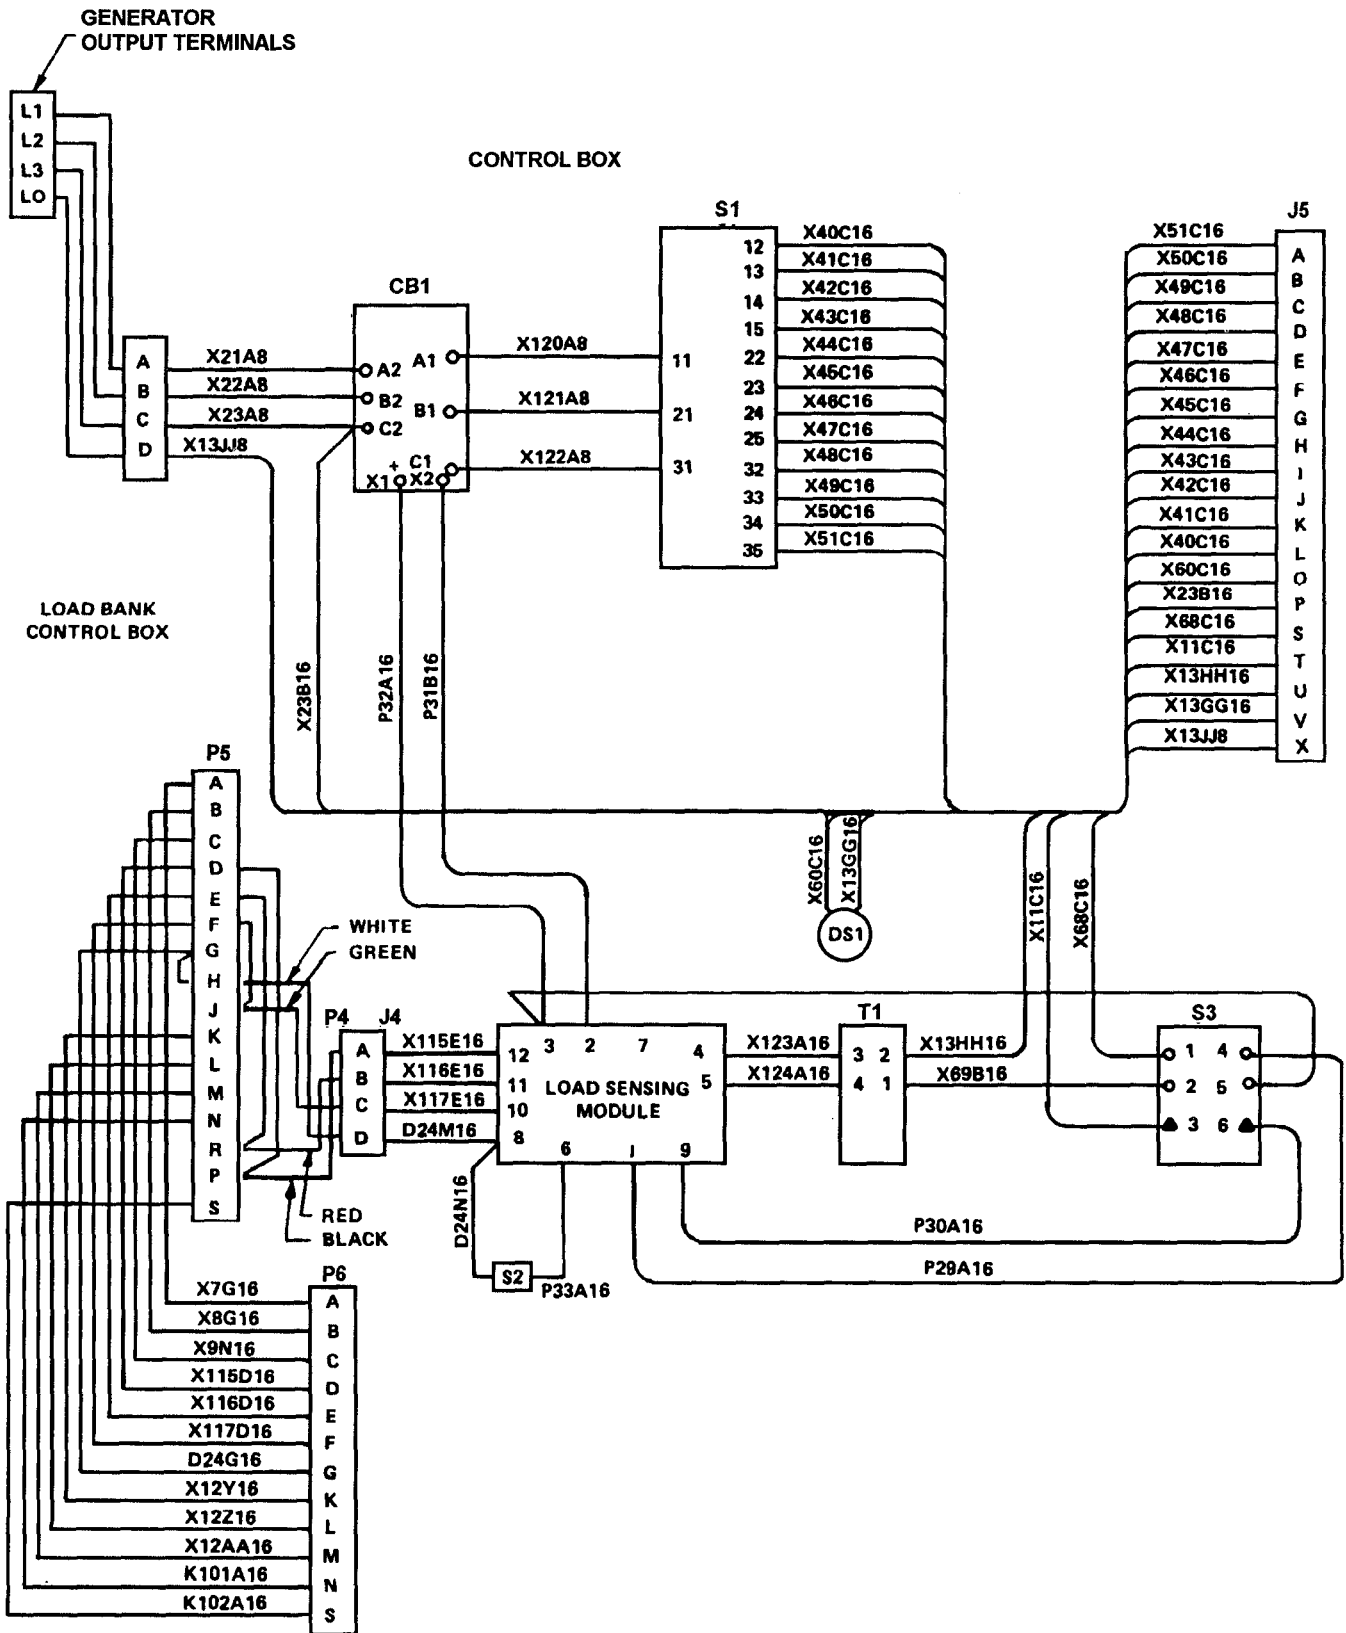 GENERATOR
OUTPUT TERMINALS
L1
L2
L3
LO
CONTROL BOX
CB1
A
B
C
D
X21A8
X22A8
X23A8
X13JJ8
A2
B2
C2
A1
B1
C1
+
X1
X2
X120A8
X121A8
X122A8
S1
11
21
31
12
13
14
15
22
23
24
25
32
33
34
35
X40C16
X41C16
X42C16
X43C16
X44C16
X45C16
X46C16
X47C16
X48C16
X49C16
X50C16
X51C16
J5
X51C16
X50C16
X49C16
X48C16
X47C16
X46C16
X45C16
X44C16
X43C16
X42C16
X41C16
X40C16
X60C16
X23B16
X68C16
X11C16
X13HH16
X13GG16
X13JJ8
A
B
C
D
E
F
G
H
I
J
K
L
O
P
S
T
U
V
X
LOAD BANK
CONTROL BOX
X23B16
P32A16
P31B16
X60C16
X13GG16
DS1
X11C16
X68C16
P5
A
B
C
D
E
F
G
H
J
K
L
M
N
R
P
S
WHITE
GREEN
RED
BLACK
P4
J4
A
B
C
D
X115E16
X116E16
X117E16
D24M16
12
11
10
8
3
2
7
4
5
6
1
9
LOAD SENSING
MODULE
D24N16
S2
P33A16
X123A16
X124A16
T1
3 2
4 1
X13HH16
X69B16
S3
1 4
2 5
3 6
P30A16
P29A16
P6
X7G16
X8G16
X9N16
X115D16
X116D16
X117D16
D24G16
X12Y16
X12Z16
X12AA16
K101A16
K102A16
A
B
C
D
E
F
G
K
L
M
N
S